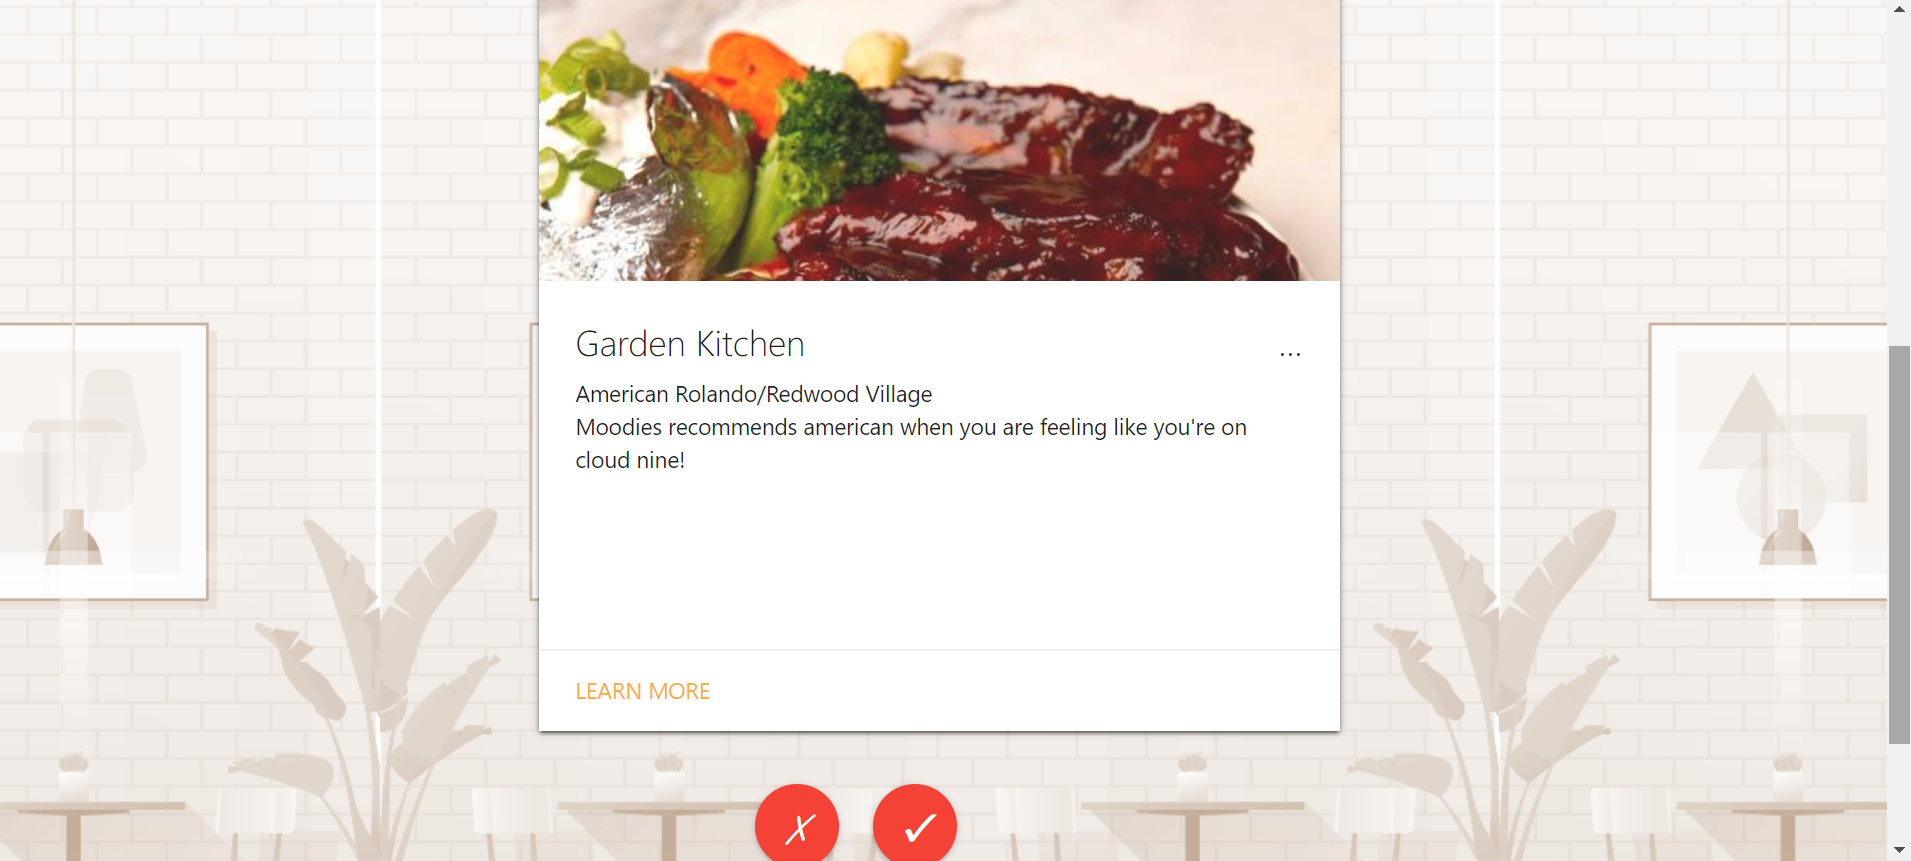 Garden Kitchen
...
American Rolando/Redwood Village
Moodies recommends american when you are feeling like you're on
cloud nine!
LEARN MORE
✗ ✓